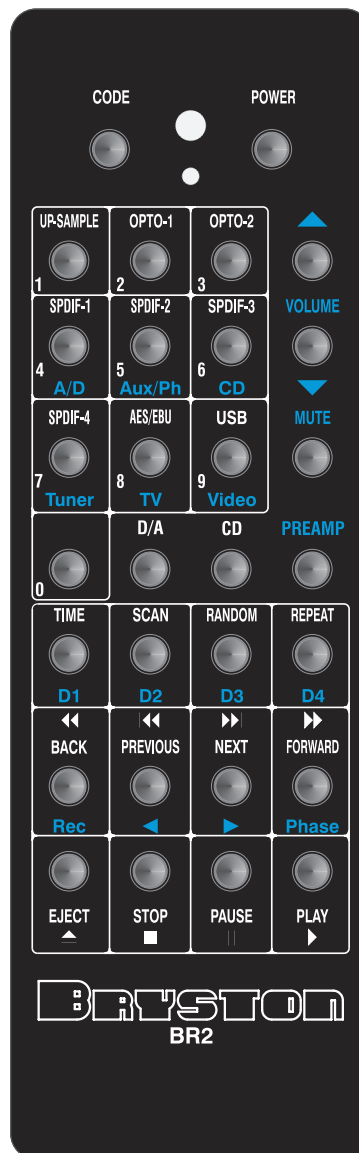 CODE POWER
UP-SAMPLE OPTO-1 OPTO-2
1 2 3
SPDIF-1 SPDIF-2 SPDIF-3 VOLUME
4 5 6
A/D Aux/Ph CD
SPDIF-4 AES/EBU USB MUTE
7 8 9
Tuner TV Video
D/A CD PREAMP
0
TIME SCAN RANDOM REPEAT
D1 D2 D3 D4
BACK PREVIOUS NEXT FORWARD
Rec Phase
EJECT STOP PAUSE PLAY
BRYSTON
BR2